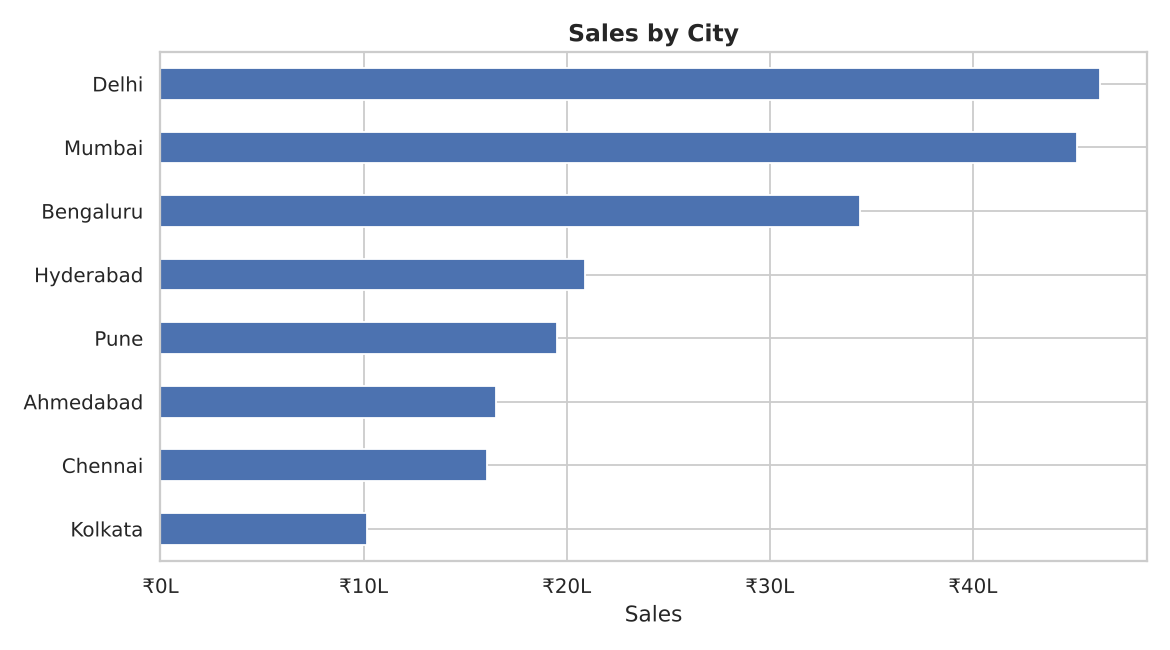 Sales by City
Delhi
Mumbai
Bengaluru
Hyderabad
Pune
Ahmedabad
Chennai
Kolkata
₹0L ₹10L ₹20L ₹30L ₹40L
Sales